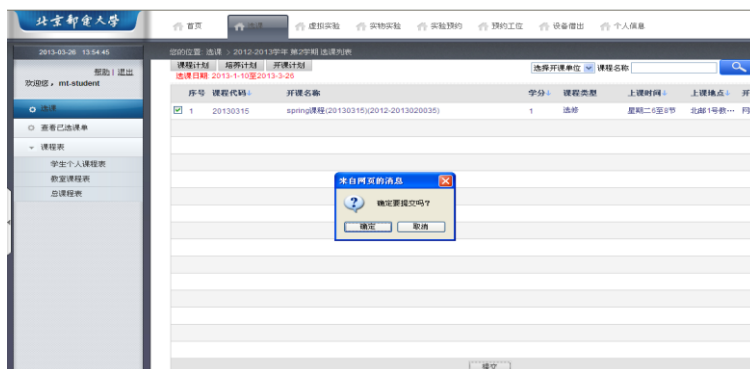 北京邮电大学
首页 选课 虚拟实验 实物实验 实验预约 预约工位 设备借出 个人信息
2013-03-26 13:54:45
您的位置: 选课 > 2012-2013学年 第2学期 选课列表
帮助 | 退出
欢迎您，mt-student
课程计划 培养计划 开课计划
选择开课单位 课程名称
选课日期: 2013-1-10至2013-3-26
序号 课程代码↓ 开课名称 学分↓ 课程类型 上课时间↓ 上课地点↓ 开
1 20130315 spring课程(20130315)(2012-2013020035) 1 选修 星期二6至8节 北邮1号教…
选课
查看已选课单
课程表
学生个人课程表
教室课程表
总课程表
来自网页的消息
确定要提交吗?
确定 取消
提交